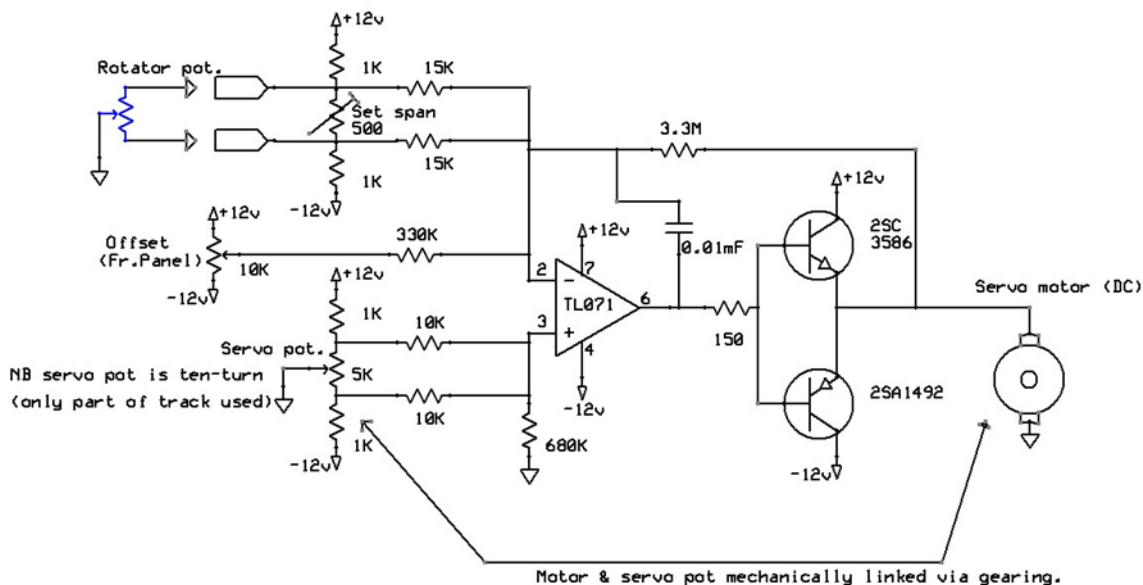 +12v
Rotator pot.
1K
15K
Set span
500
15K
1K
-12v
3.3M
+12v
Offset
(Fr.Panel)
10K
-12v
330K
+12v
0.01mF
+12v
2SC
3586
2
7
TL071
6
3
4
-12v
150
Servo motor (DC)
+12v
1K
10K
Servo pot.
5K
NB servo pot is ten-turn
(only part of track used)
10K
1K
-12v
680K
2SA1492
-12v
Motor & servo pot mechanically linked via gearing.